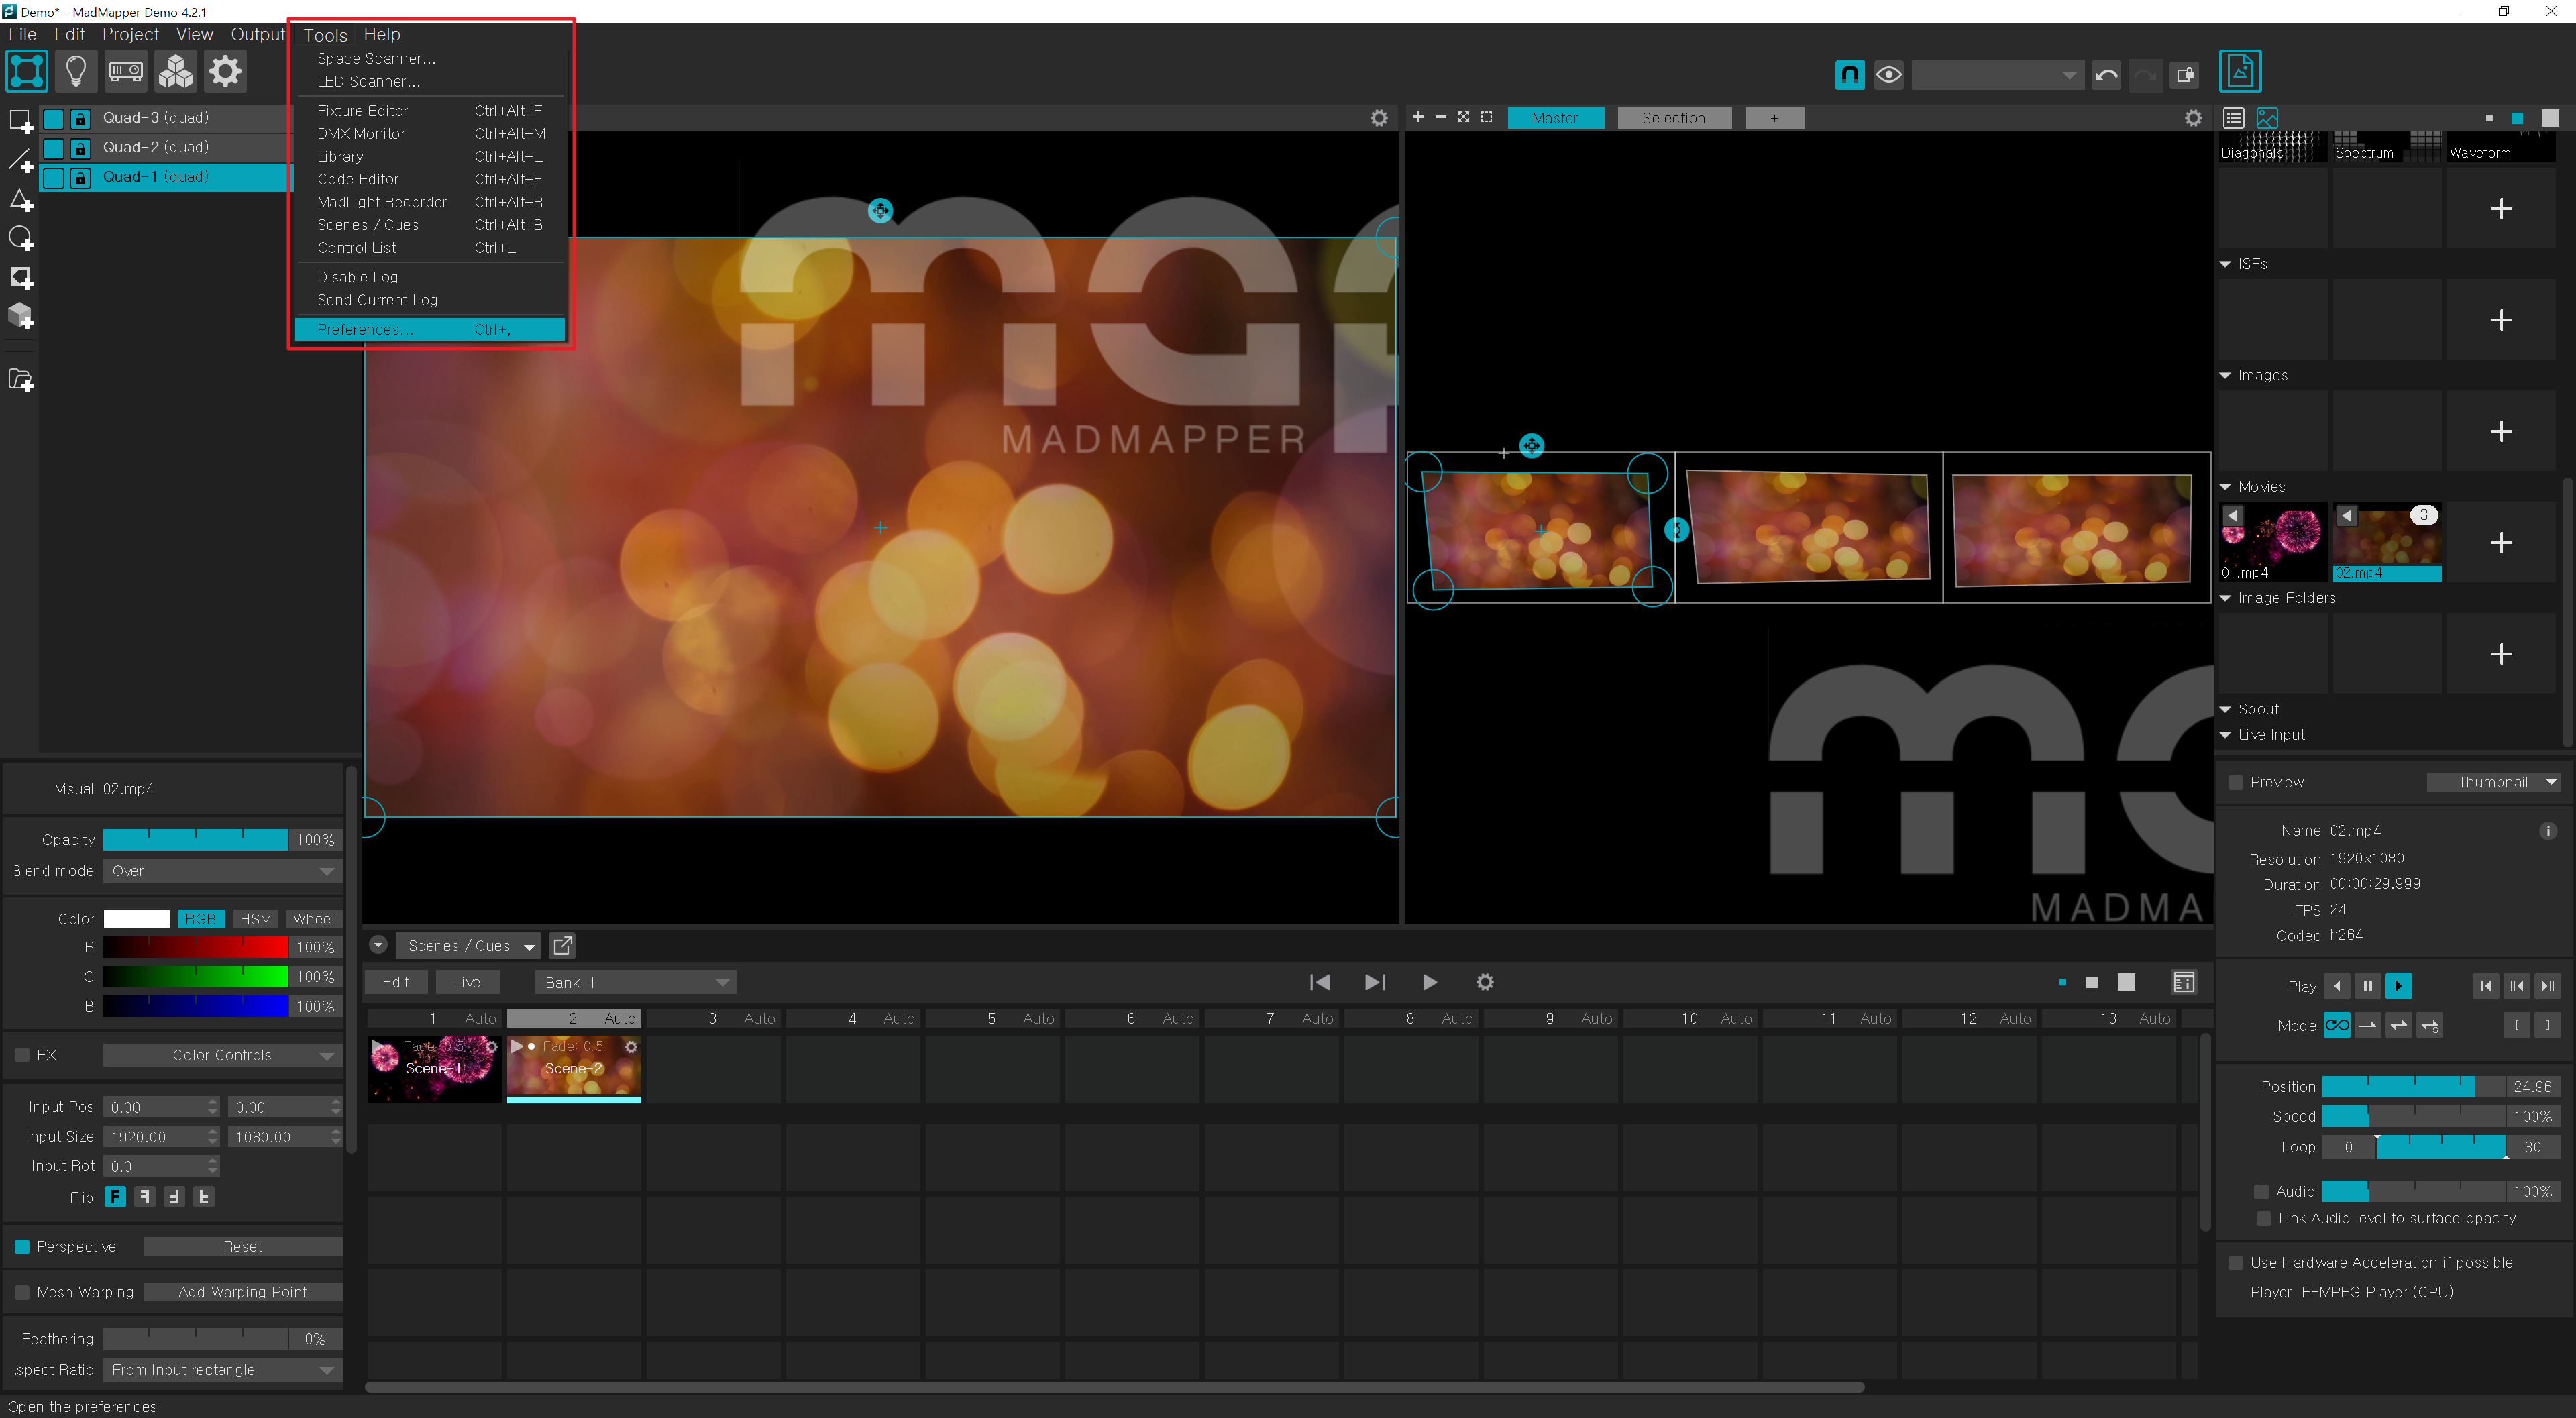 Demo* - MadMapper Demo 4.2.1
File Edit Project View Output Tools Help
Space Scanner...
LED Scanner...
Fixture Editor Ctrl+Alt+F
DMX Monitor Ctrl+Alt+M
Library Ctrl+Alt+L
Code Editor Ctrl+Alt+E
MadLight Recorder Ctrl+Alt+R
Scenes / Cues Ctrl+Alt+B
Control List Ctrl+L
Disable Log
Send Current Log
Preferences... Ctrl+,
Quad-3 (quad)
Quad-2 (quad)
Quad-1 (quad)
MADMAPPER
Master Selection +
MADMA
Diagonals Spectrum Waveform
ISFs
Images
Movies
3
01.mp4 02.mp4
Image Folders
Spout
Live Input
Visual 02.mp4
Opacity 100%
Blend mode Over
Color RGB HSV Wheel
R 100%
G 100%
B 100%
FX Color Controls
Input Pos 0.00 0.00
Input Size 1920.00 1080.00
Input Rot 0.0
Flip F
Perspective Reset
Mesh Warping Add Warping Point
Feathering 0%
spect Ratio From Input rectangle
Open the preferences
Scenes / Cues
Edit Live Bank-1
1 Auto 2 Auto 3 Auto 4 Auto 5 Auto 6 Auto 7 Auto 8 Auto 9 Auto 10 Auto 11 Auto 12 Auto 13 Auto
Fade: 0.5 Fade: 0.5
Scene-1 Scene-2
Preview Thumbnail
Name 02.mp4
Resolution 1920x1080
Duration 00:00:29.999
FPS 24
Codec h264
Play
Mode [ ]
Position 24.96
Speed 100%
Loop 0 30
Audio 100%
Link Audio level to surface opacity
Use Hardware Acceleration if possible
Player FFMPEG Player (CPU)